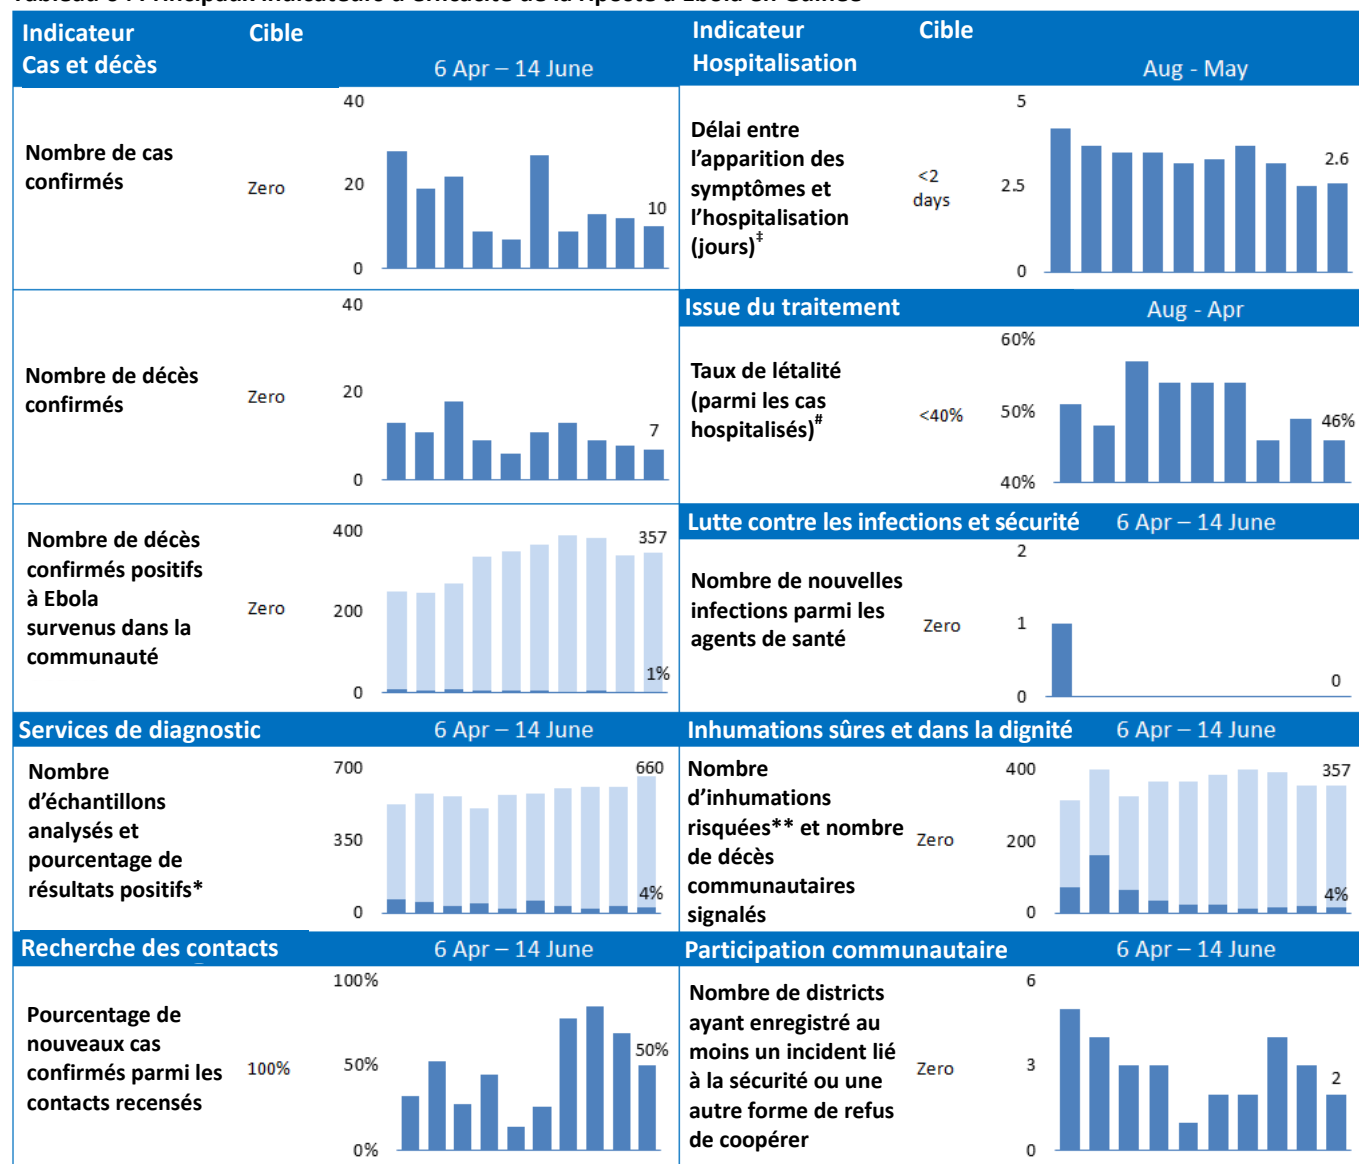 Indicateur Cible
Cas et décès 6 Apr – 14 June
Nombre de cas
confirmés
Zero
40
20
0
10
Nombre de décès
confirmés
Zero
40
20
0
7
Nombre de décès
confirmés positifs
à Ebola
survenus dans la
communauté
Zero
400
200
0
357
1%
Services de diagnostic 6 Apr – 14 June
Nombre
d’échantillons
analysés et
pourcentage de
résultats positifs*
700
350
0
660
4%
Recherche des contacts 6 Apr – 14 June
Pourcentage de
nouveaux cas
confirmés parmi les
contacts recensés
100%
100%
50%
0%
50%
Indicateur Cible
Hospitalisation Aug - May
Délai entre
l’apparition des
symptômes et
l’hospitalisation
(jours)‡
<2
days
5
2.5
0
2.6
Issue du traitement Aug - Apr
Taux de létalité
(parmi les cas
hospitalisés)#
<40%
60%
50%
40%
46%
Lutte contre les infections et sécurité 6 Apr – 14 June
Nombre de nouvelles
infections parmi les
agents de santé
Zero
2
1
0
0
Inhumations sûres et dans la dignité 6 Apr – 14 June
Nombre
d’inhumations
risquées** et nombre
de décès
communautaires
signalés
Zero
400
200
0
357
4%
Participation communautaire 6 Apr – 14 June
Nombre de districts
ayant enregistré au
moins un incident lié
à la sécurité ou une
autre forme de refus
de coopérer
Zero
6
3
0
2